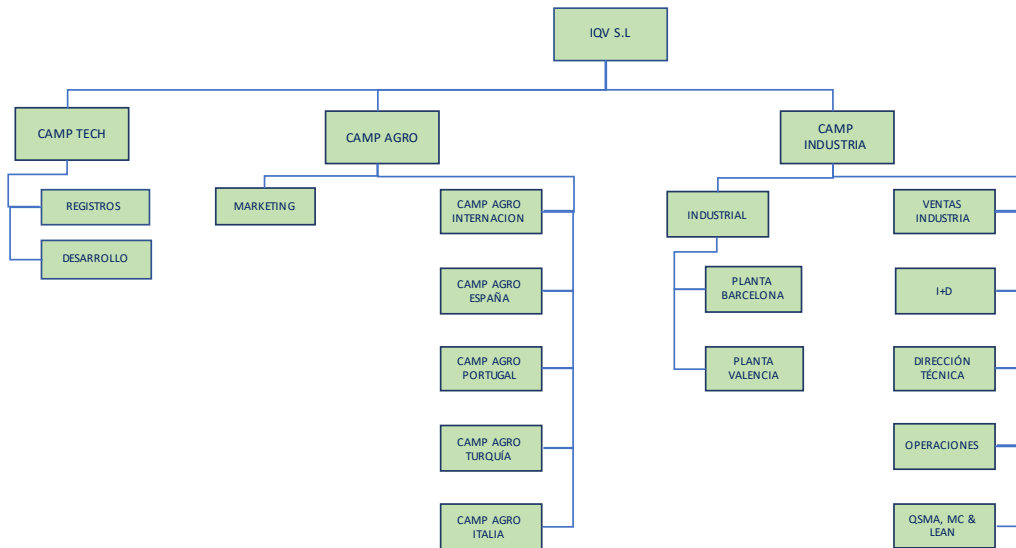 IQV S.L
CAMP TECH
CAMP AGRO
CAMP
INDUSTRIA
REGISTROS
DESARROLLO
MARKETING
CAMP AGRO
INTERNACION
CAMP AGRO
ESPAÑA
CAMP AGRO
PORTUGAL
CAMP AGRO
TURQUÍA
CAMP AGRO
ITALIA
INDUSTRIAL
PLANTA
BARCELONA
PLANTA
VALENCIA
VENTAS
INDUSTRIA
I+D
DIRECCIÓN
TÉCNICA
OPERACIONES
QSMA, MC &
LEAN